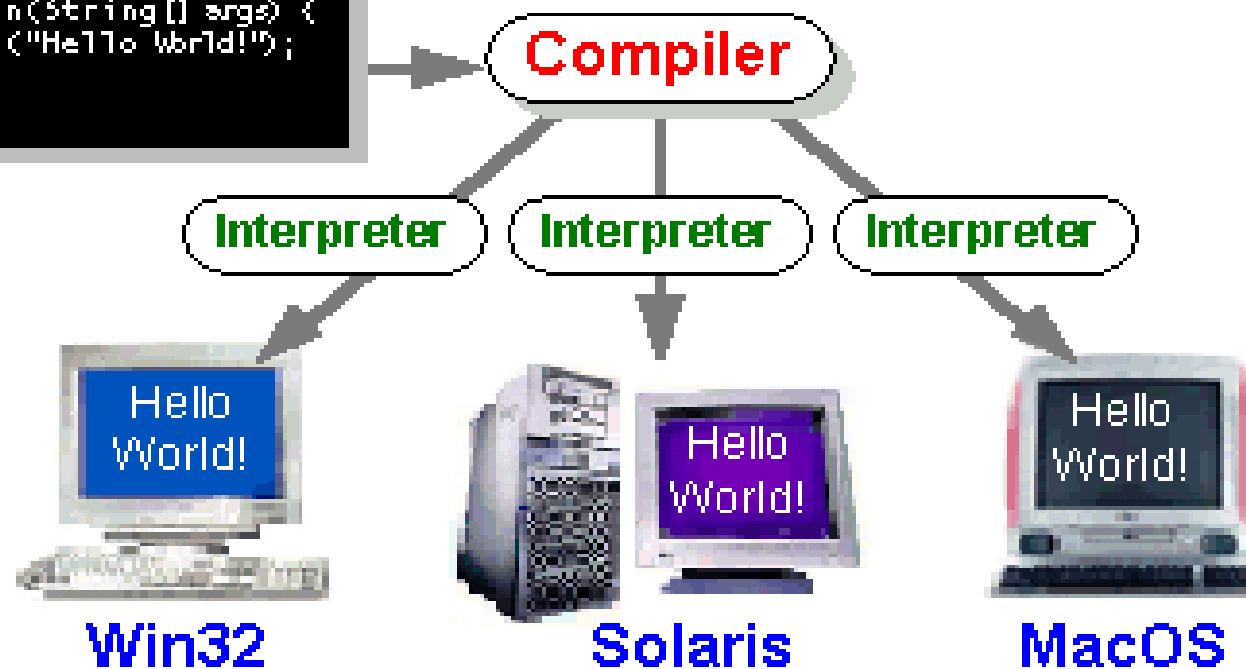 n(String[] args) {
("Hello World!");
Compiler
Interpreter
Interpreter
Interpreter
Hello
World!
Hello
World!
Hello
World!
Win32
Solaris
MacOS